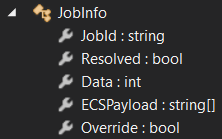 JobInfo
JobId : string
Resolved : bool
Data : int
ECSPayload : string[]
Override : bool